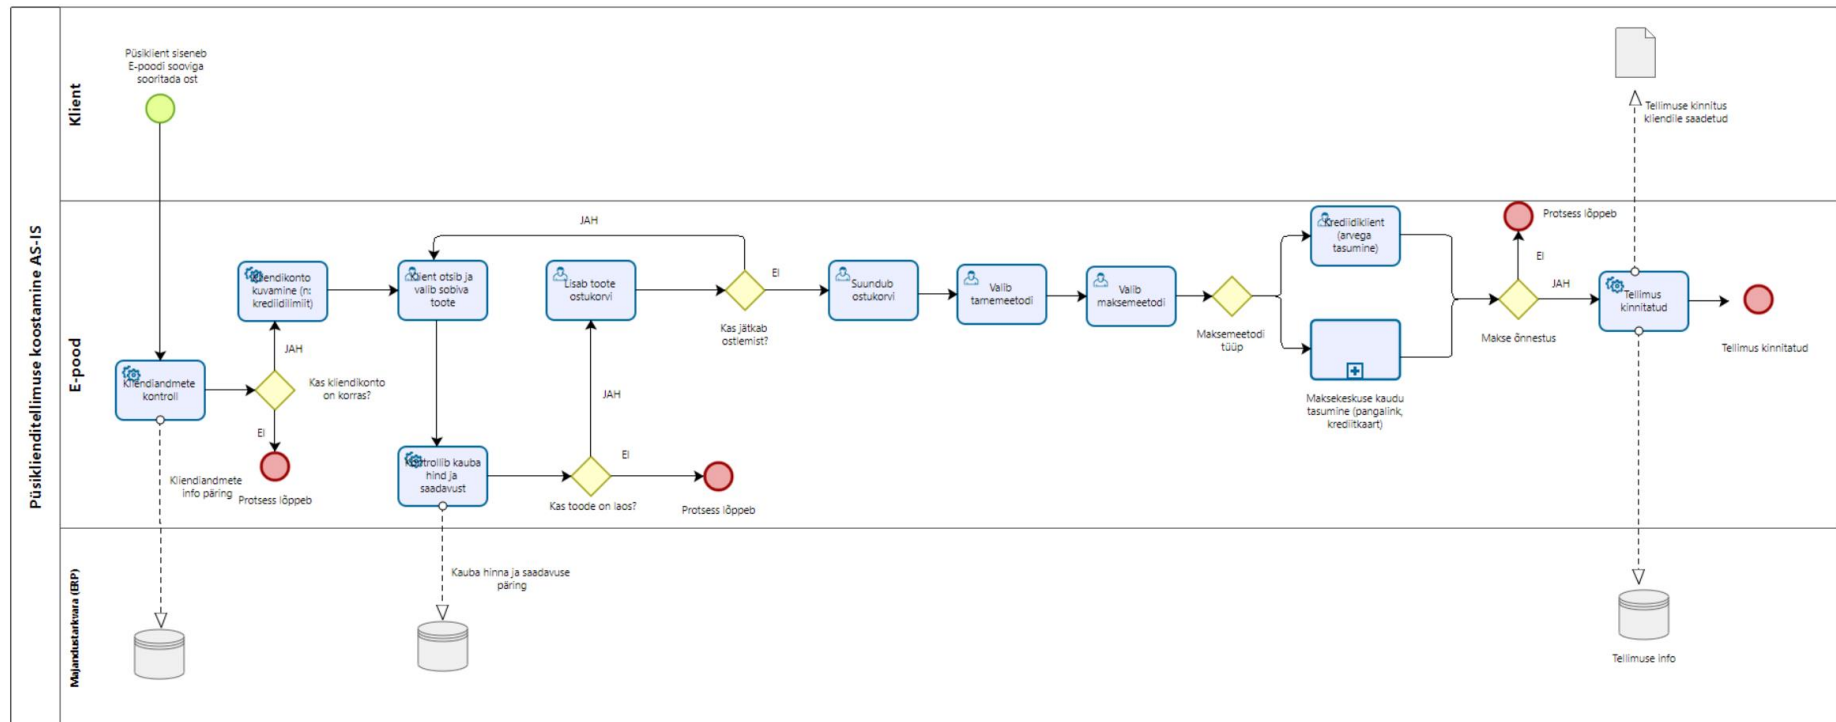 Püsiklienditellimuse koostamine AS-IS
Klient
Püsiklient siseneb
E-poodi sooviga
sooritada ost
Tellimuse kinnitus
kliendile saadetud
E-pood
Kliendiandmete
kontroll
Kliendiandmete
info päring
Kas kliendikonto
on korras?
JAH
EI
Protsess lõppeb
Kliendikonto
kuvamine (n:
krediidilimiit)
Klient otsib ja
valib sobiva
toote
Kontrollib kauba
hind ja
saadavust
Kas toode on laos?
JAH
EI
Protsess lõppeb
Lisab toote
ostukorvi
JAH
EI
Kas jätkab
ostlemist?
Suundub
ostukorvi
Valib
tarnemeetodi
Valib
maksemeetodi
Maksemeetodi
tüüp
Krediidiklient
(arvega
tasumine)
Maksekeskuse kaudu
tasumine (pangalink,
krediitkaart)
Protsess lõppeb
EI
JAH
Makse õnnestus
Tellimus
kinnitatud
Tellimus kinnitatud
Majandustarkvara (ERP)
Kauba hinna ja saadavuse
päring
Tellimuse info